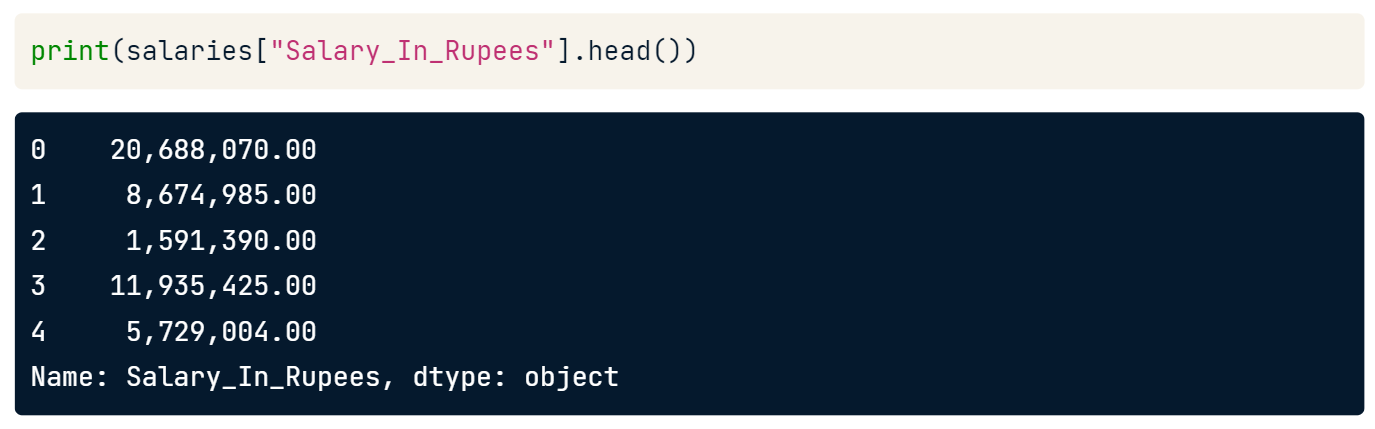 print(salaries["Salary_In_Rupees"].head())
0    20,688,070.00
1     8,674,985.00
2     1,591,390.00
3    11,935,425.00
4     5,729,004.00
Name: Salary_In_Rupees, dtype: object